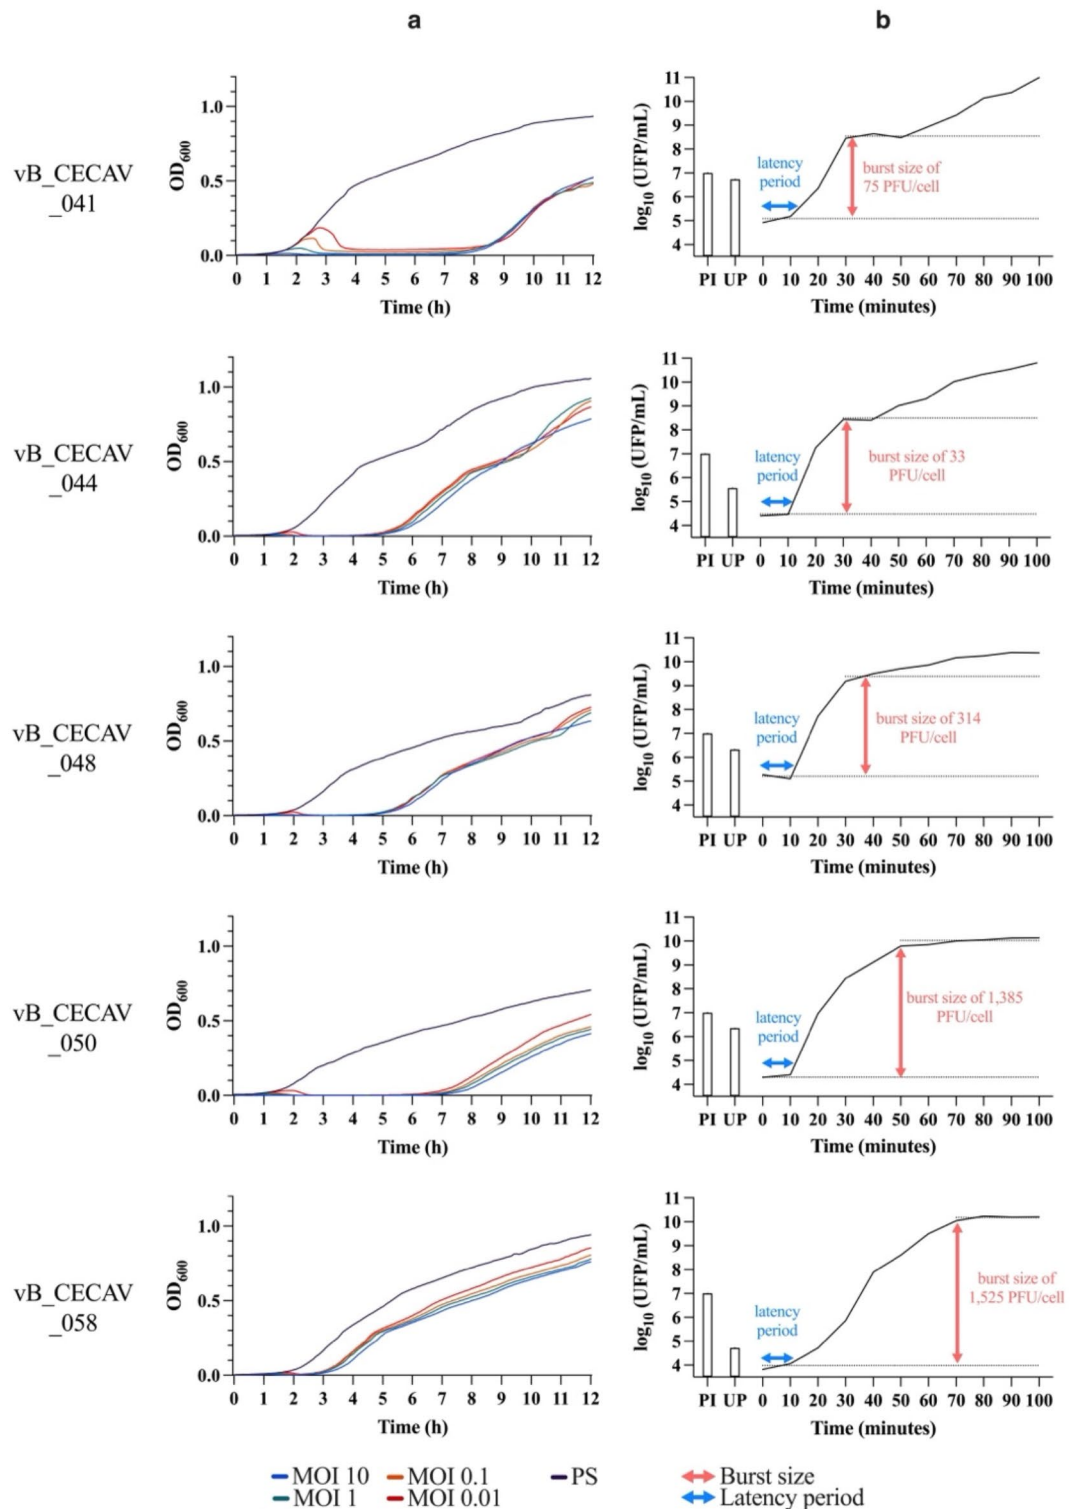 a b
vB_CECAV
_041
OD600
1.0
0.5
0.0
0 1 2 3 4 5 6 7 8 9 10 11 12
Time (h)
log10 (UFP/mL)
11
10
9
8
7
6
5
4
latency
period
burst size of
75 PFU/cell
PI UP 0 10 20 30 40 50 60 70 80 90 100
Time (minutes)
vB_CECAV
_044
OD600
1.0
0.5
0.0
0 1 2 3 4 5 6 7 8 9 10 11 12
Time (h)
log10 (UFP/mL)
11
10
9
8
7
6
5
4
latency
period
burst size of 33
PFU/cell
PI UP 0 10 20 30 40 50 60 70 80 90 100
Time (minutes)
vB_CECAV
_048
OD600
1.0
0.5
0.0
0 1 2 3 4 5 6 7 8 9 10 11 12
Time (h)
log10 (UFP/mL)
11
10
9
8
7
6
5
4
latency
period
burst size of 314
PFU/cell
PI UP 0 10 20 30 40 50 60 70 80 90 100
Time (minutes)
vB_CECAV
_050
OD600
1.0
0.5
0.0
0 1 2 3 4 5 6 7 8 9 10 11 12
Time (h)
log10 (UFP/mL)
11
10
9
8
7
6
5
4
latency
period
burst size of 1,385
PFU/cell
PI UP 0 10 20 30 40 50 60 70 80 90 100
Time (minutes)
vB_CECAV
_058
OD600
1.0
0.5
0.0
0 1 2 3 4 5 6 7 8 9 10 11 12
Time (h)
log10 (UFP/mL)
11
10
9
8
7
6
5
4
latency
period
burst size of
1,525 PFU/cell
PI UP 0 10 20 30 40 50 60 70 80 90 100
Time (minutes)
MOI 10 MOI 0.1 PS Burst size
MOI 1 MOI 0.01 Latency period